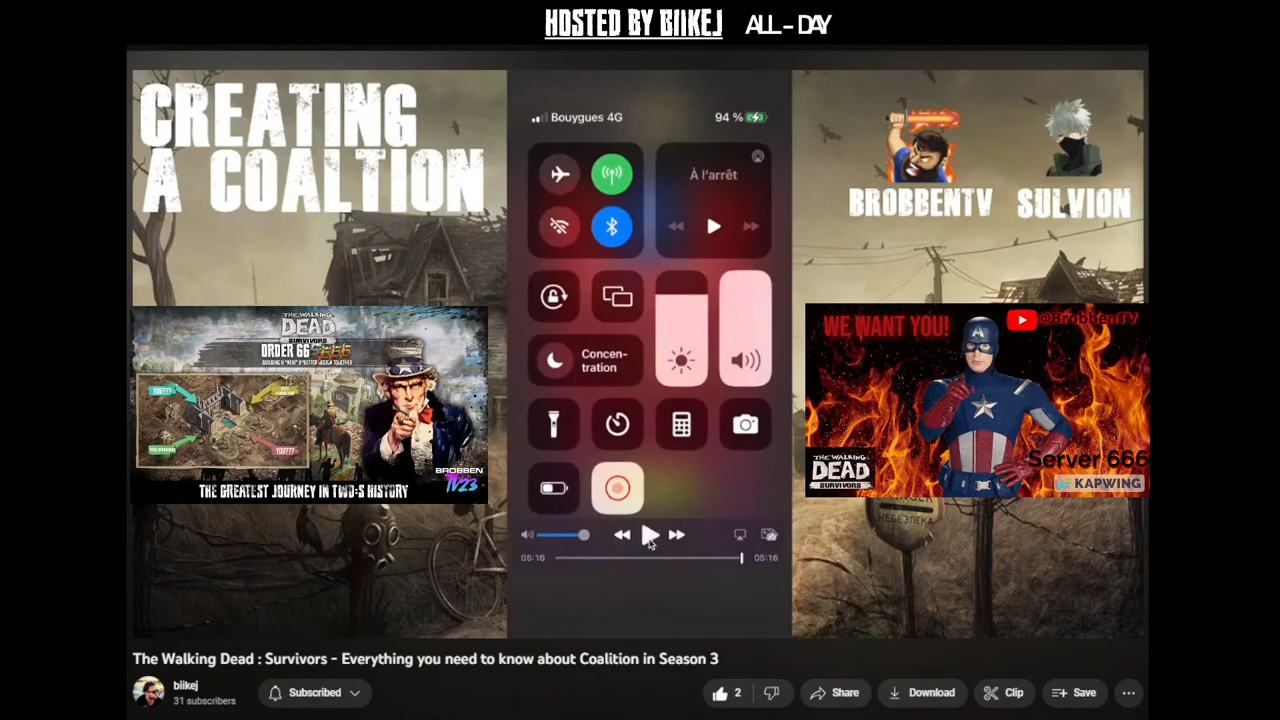 HOSTED BY BIIKEJ ALL - DAY
CREATING
A COALTION
Bouygues 4G 94 %
À l'arrêt
Concen-
tration
05:16 05:16
BROBBENTV SULVION
THE WALKING
DEAD
SURVIVORS
ORDER 66
YOU???
YOU???
BROBBEN
TV23
THE GREATEST JOURNEY IN TWD:S HISTORY
WE WANT YOU!
@BrobbenTV
THE WALKING
DEAD
SURVIVORS
Server 666
KAPWING
НЕБЕЗПЕКА
The Walking Dead : Survivors - Everything you need to know about Coalition in Season 3
biikej
31 subscribers
Subscribed
2 Share Download Clip Save